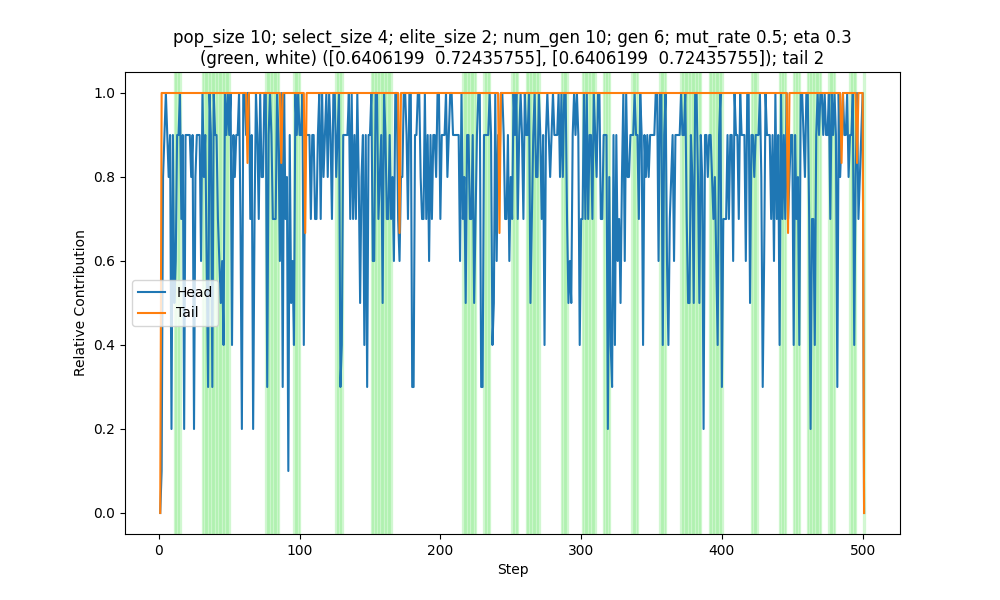 pop_size 10; select_size 4; elite_size 2; num_gen 10; gen 6; mut_rate 0.5; eta 0.3
(green, white) ([0.6406199  0.72435755], [0.6406199  0.72435755]); tail 2
Relative Contribution
1.0
0.8
0.6
0.4
0.2
0.0
Head
Tail
0
100
200
300
400
500
Step